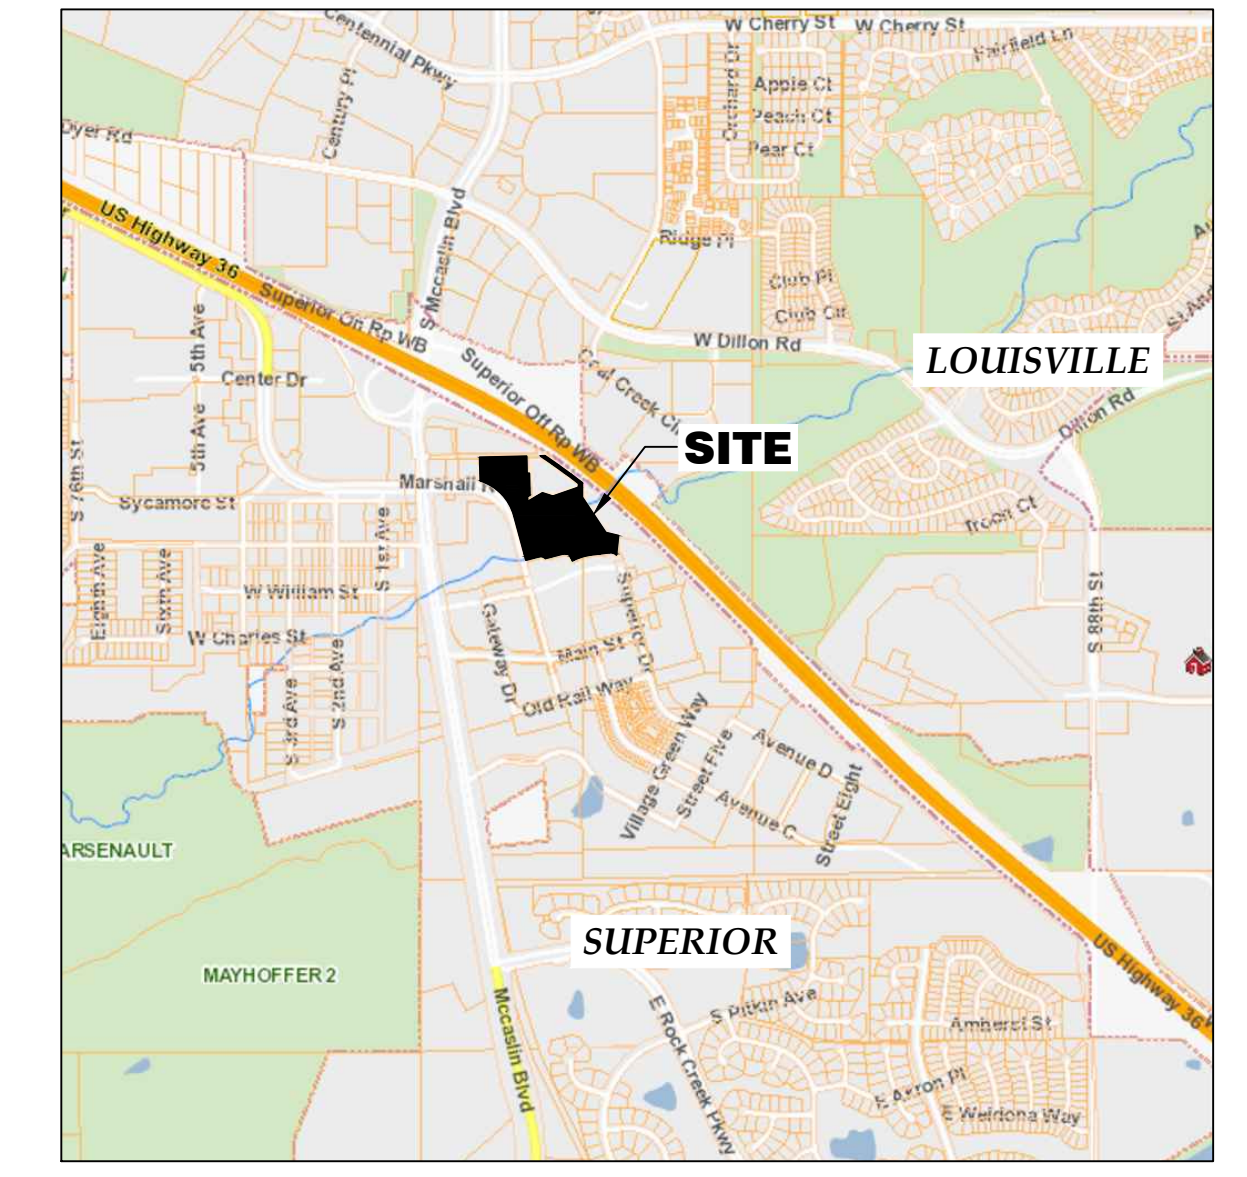 W Cherry St
W Cherry St
Centennial Pkwy
Fairfield Ln
Orchard Dr
Apple Ct
Peach Ct
Pear Ct
Century Pl
Dyer Rd
US Highway 36
S Mccaslin Blvd
Ridge Pl
Club Pl
Club Cir
Superior On Rp WB
W Dillon Rd
LOUISVILLE
5th Ave
Center Dr
Superior Off Rp WB
Coal Creek Cir
Dillon Rd
5th Ave
SITE
S 76th St
Sycamore St
Marshall
Troon Ct
S 1st Ave
Eighth Ave
Sixth Ave
W William St
W Charles St
Superior Dr
Gateway Dr
Main St
Old Rail Way
S 88th St
S 3rd Ave
S 2nd Ave
Village Green Way
Street Five
Avenue D
Avenue C
Street Eight
ARSENAULT
MAYHOFFER 2
SUPERIOR
US Highway 36
Mccaslin Blvd
E Rock Creek Pkwy
S Pitkin Ave
Amherst St
E Akron Pl
E Weldona Way